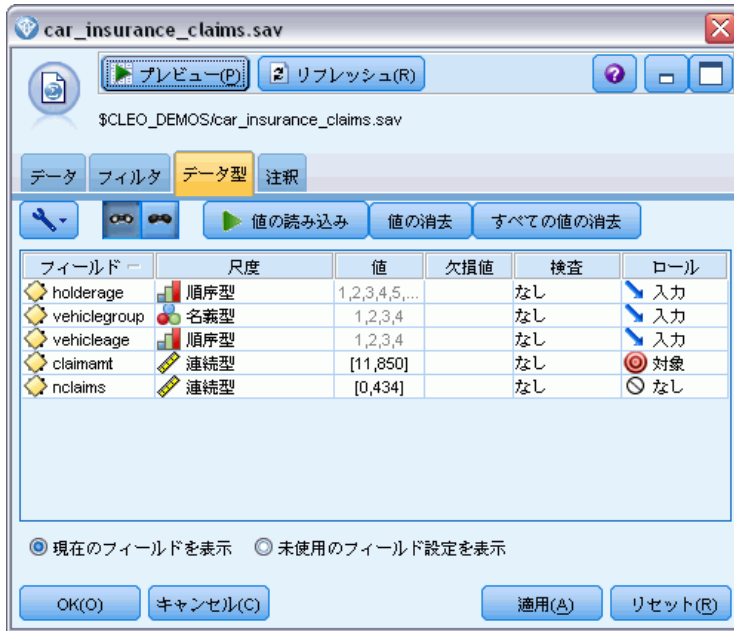 car_insurance_claims.sav
プレビュー(P) リフレッシュ(R)
$CLEO_DEMOS/car_insurance_claims.sav
データ フィルタ データ型 注釈
値の読み込み 値の消去 すべての値の消去
フィールド 尺度 値 欠損値 検査 ロール
holderage 順序型 1,2,3,4,5,... なし 入力
vehiclegroup 名義型 1,2,3,4 なし 入力
vehicleage 順序型 1,2,3,4 なし 入力
claimamt 連続型 [11,850] なし 対象
nclaims 連続型 [0,434] なし なし
現在のフィールドを表示 未使用のフィールド設定を表示
OK(O) キャンセル(C) 適用(A) リセット(R)